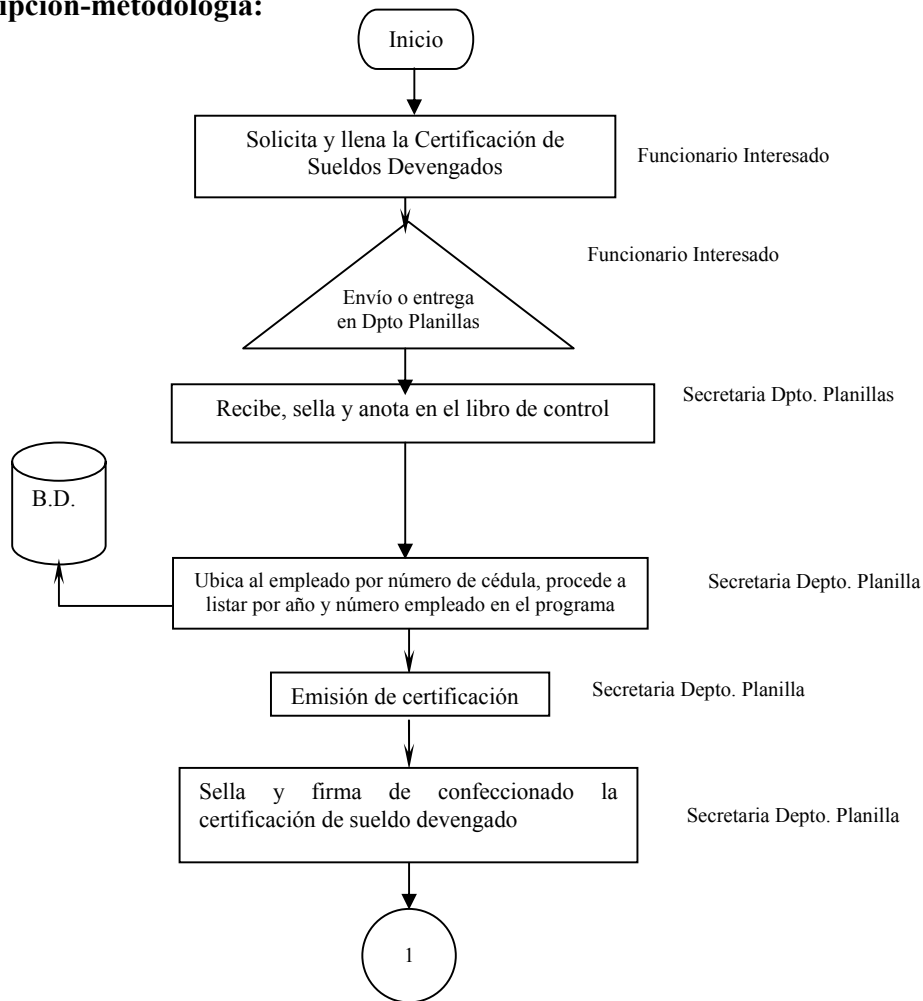 ipción-metodología:
Inicio
Solicita y llena la Certificación de
Sueldos Devengados
Funcionario Interesado
Funcionario Interesado
Envío o entrega
en Dpto Planillas
Secretaria Dpto. Planillas
Recibe, sella y anota en el libro de control
B.D.
Ubica al empleado por número de cédula, procede a
listar por año y número empleado en el programa
Secretaria Depto. Planilla
Emisión de certificación
Secretaria Depto. Planilla
Sella y firma de confeccionado la
certificación de sueldo devengado
Secretaria Depto. Planilla
1